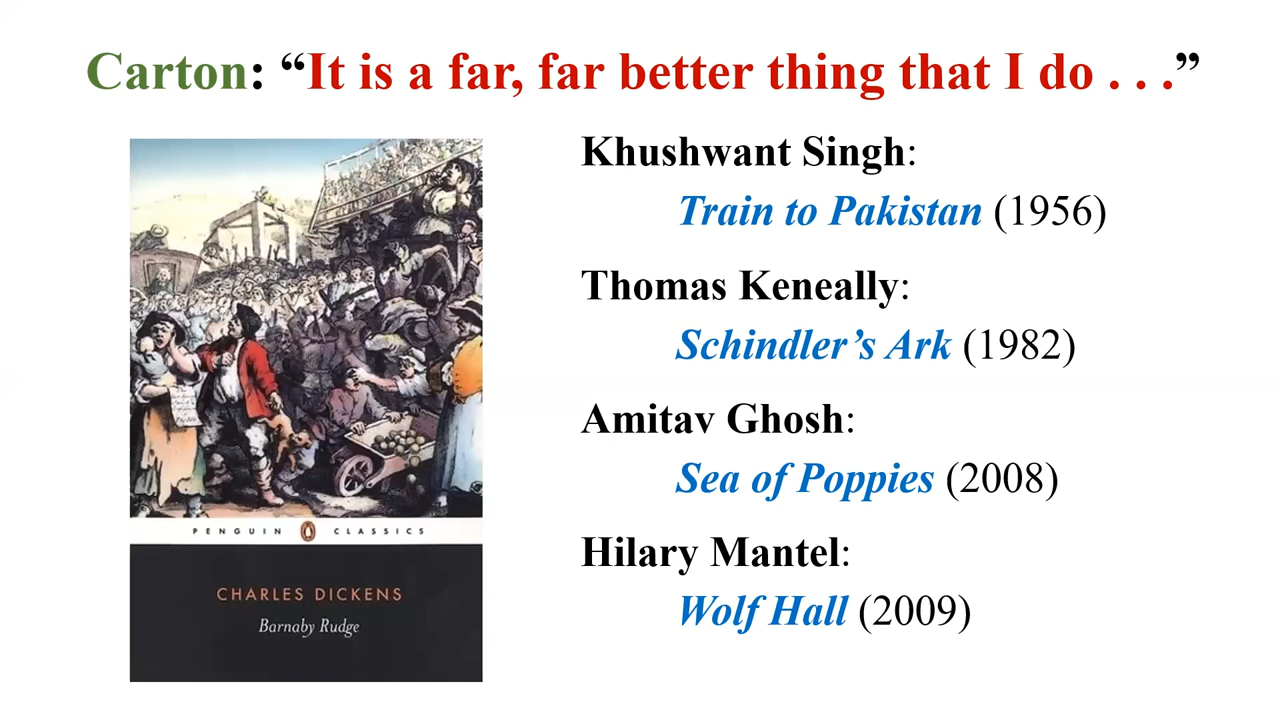 Carton: “It is a far, far better thing that I do . . .”
Khushwant Singh:
Train to Pakistan (1956)
Thomas Keneally:
Schindler’s Ark (1982)
Amitav Ghosh:
Sea of Poppies (2008)
Hilary Mantel:
Wolf Hall (2009)
PENGUIN CLASSICS
CHARLES DICKENS
Barnaby Rudge